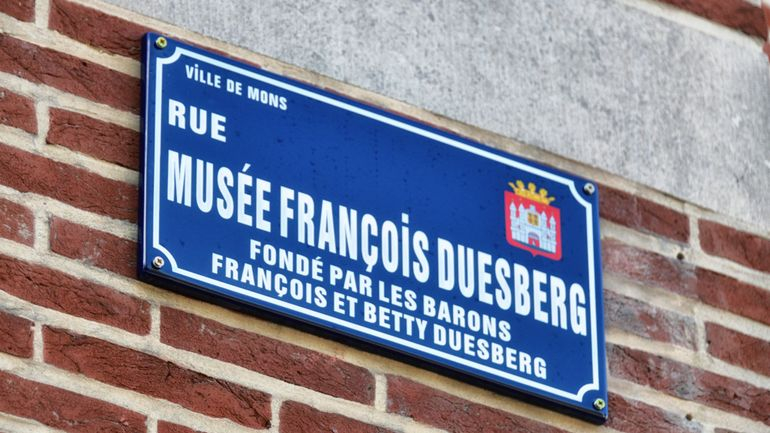 VILLE DE MONS
RUE
MUSÉE FRANÇOIS DUESBERG
FONDÉ PAR LES BARONS
FRANÇOIS ET BETTY DUESBERG